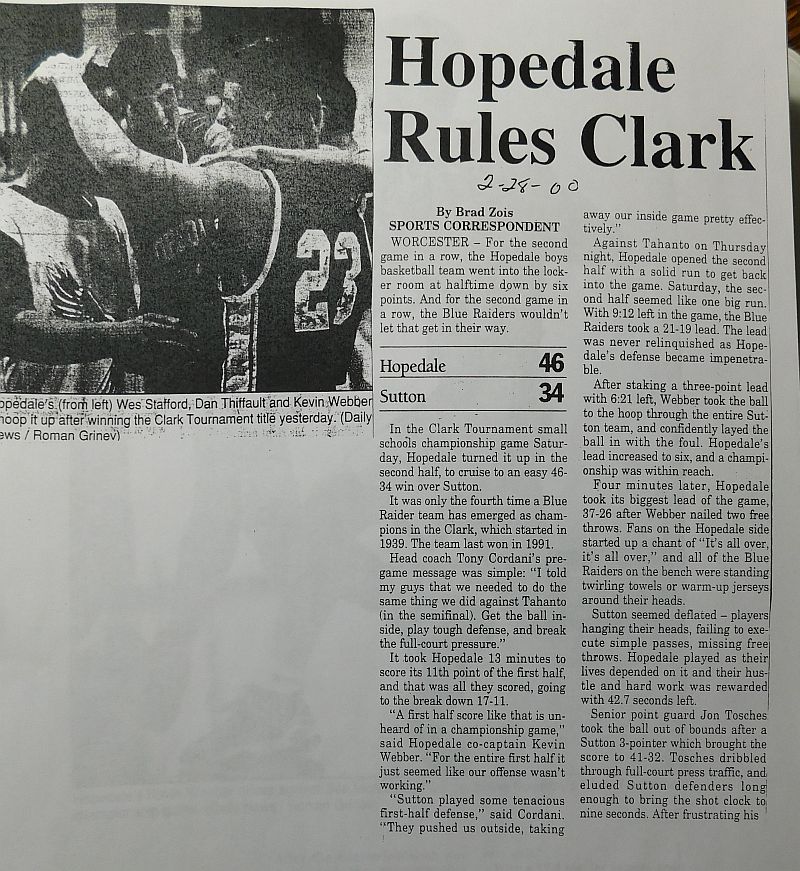 Hopedale
Rules Clark
2-28-00
23
opedale's (from left) Wes Stafford, Dan Thiffault and Kevin Webber
hoop it up after winning the Clark Tournament title yesterday. (Daily
ews / Roman Grinev)
By Brad Zois
SPORTS CORRESPONDENT
WORCESTER – For the second
game in a row, the Hopedale boys
basketball team went into the lock-
er room at halftime down by six
points. And for the second game in
a row, the Blue Raiders wouldn't
let that get in their way.
Hopedale 46
Sutton 34
In the Clark Tournament small
schools championship game Satur-
day, Hopedale turned it up in the
second half, to cruise to an easy 46-
34 win over Sutton.
It was only the fourth time a Blue
Raider team has emerged as cham-
pions in the Clark, which started in
1939. The team last won in 1991.
Head coach Tony Cordani's pre-
game message was simple: "I told
my guys that we needed to do the
same thing we did against Tahanto
(in the semifinal). Get the ball in-
side, play tough defense, and break
the full-court pressure."
It took Hopedale 13 minutes to
score its 11th point of the first half,
and that was all they scored, going
to the break down 17-11.
"A first half score like that is un-
heard of in a championship game,"
said Hopedale co-captain Kevin
Webber. "For the entire first half it
just seemed like our offense wasn't
working."
"Sutton played some tenacious
first-half defense," said Cordani.
"They pushed us outside, taking
away our inside game pretty effec-
tively."
Against Tahanto on Thursday
night, Hopedale opened the second
half with a solid run to get back
into the game. Saturday, the sec-
ond half seemed like one big run.
With 9:12 left in the game, the Blue
Raiders took a 21-19 lead. The lead
was never relinquished as Hope-
dale's defense became impenetra-
ble.
After staking a three-point lead
with 6:21 left, Webber took the ball
to the hoop through the entire Sut-
ton team, and confidently layed the
ball in with the foul. Hopedale's
lead increased to six, and a champi-
onship was within reach.
Four minutes later, Hopedale
took its biggest lead of the game,
37-26 after Webber nailed two free
throws. Fans on the Hopedale side
started up a chant of "It's all over,
it's all over," and all of the Blue
Raiders on the bench were standing
twirling towels or warm-up jerseys
around their heads.
Sutton seemed deflated – players
hanging their heads, failing to exe-
cute simple passes, missing free
throws. Hopedale played as their
lives depended on it and their hus-
tle and hard work was rewarded
with 42.7 seconds left.
Senior point guard Jon Tosches
took the ball out of bounds after a
Sutton 3-pointer which brought the
score to 41-32. Tosches dribbled
through full-court press traffic, and
eluded Sutton defenders long
enough to bring the shot clock to
nine seconds. After frustrating his